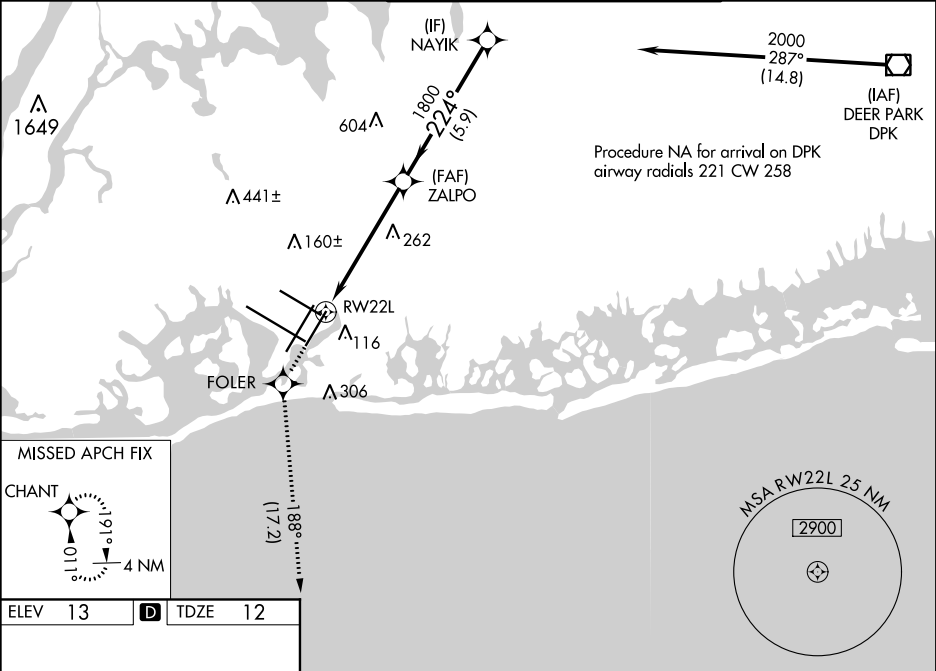 (IF)
NAYIK
2000
287°
(14.8)
(IAF)
DEER PARK
DPK
1649
604
1800
224°
(5.9)
Procedure NA for arrival on DPK
airway radials 221 CW 258
(FAF)
ZALPO
441±
160±
262
RW22L
116
FOLER
306
MISSED APCH FIX
CHANT
191°
011°
4 NM
188°
(17.2)
MSA RW22L 25 NM
2900
ELEV 13
D TDZE 12